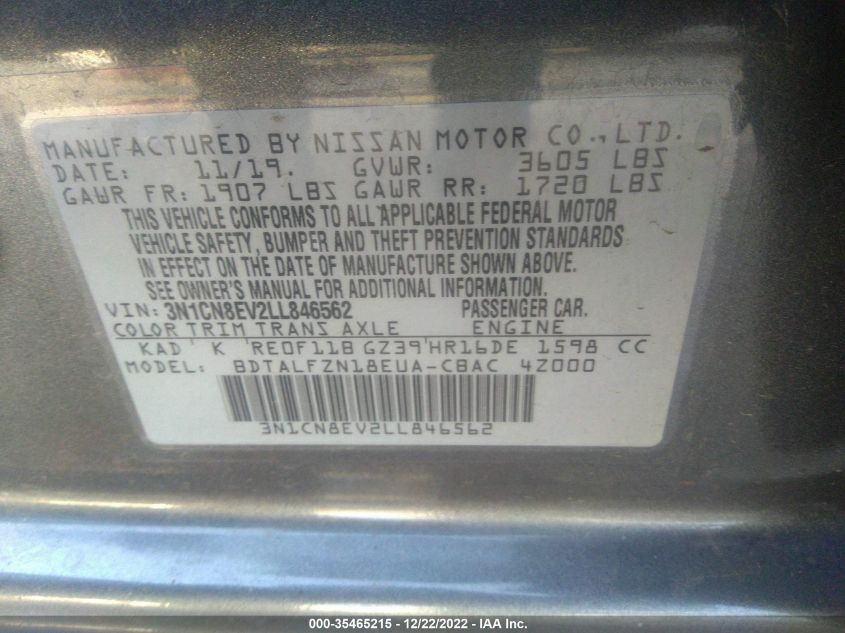 MANUFACTURED BY NISSAN MOTOR CO.,LTD.
DATE: 11/19. GVWR: 3605 LBS
GAWR FR: 1907 LBS GAWR RR: 1720 LBS
THIS VEHICLE CONFORMS TO ALL APPLICABLE FEDERAL MOTOR
VEHICLE SAFETY, BUMPER AND THEFT PREVENTION STANDARDS
IN EFFECT ON THE DATE OF MANUFACTURE SHOWN ABOVE.
SEE OWNER'S MANUAL FOR ADDITIONAL INFORMATION.
VIN: 3N1CN8EV2LL846562 PASSENGER CAR.
COLOR TRIM TRANS AXLE ENGINE
KAD K RE0F11B GZ39 HR16DE 1598 CC
MODEL: BDTALFZN18EUA-CBAC 4Z000
3N1CN8EV2LL846562
000-35465215 - 12/22/2022 - IAA Inc.